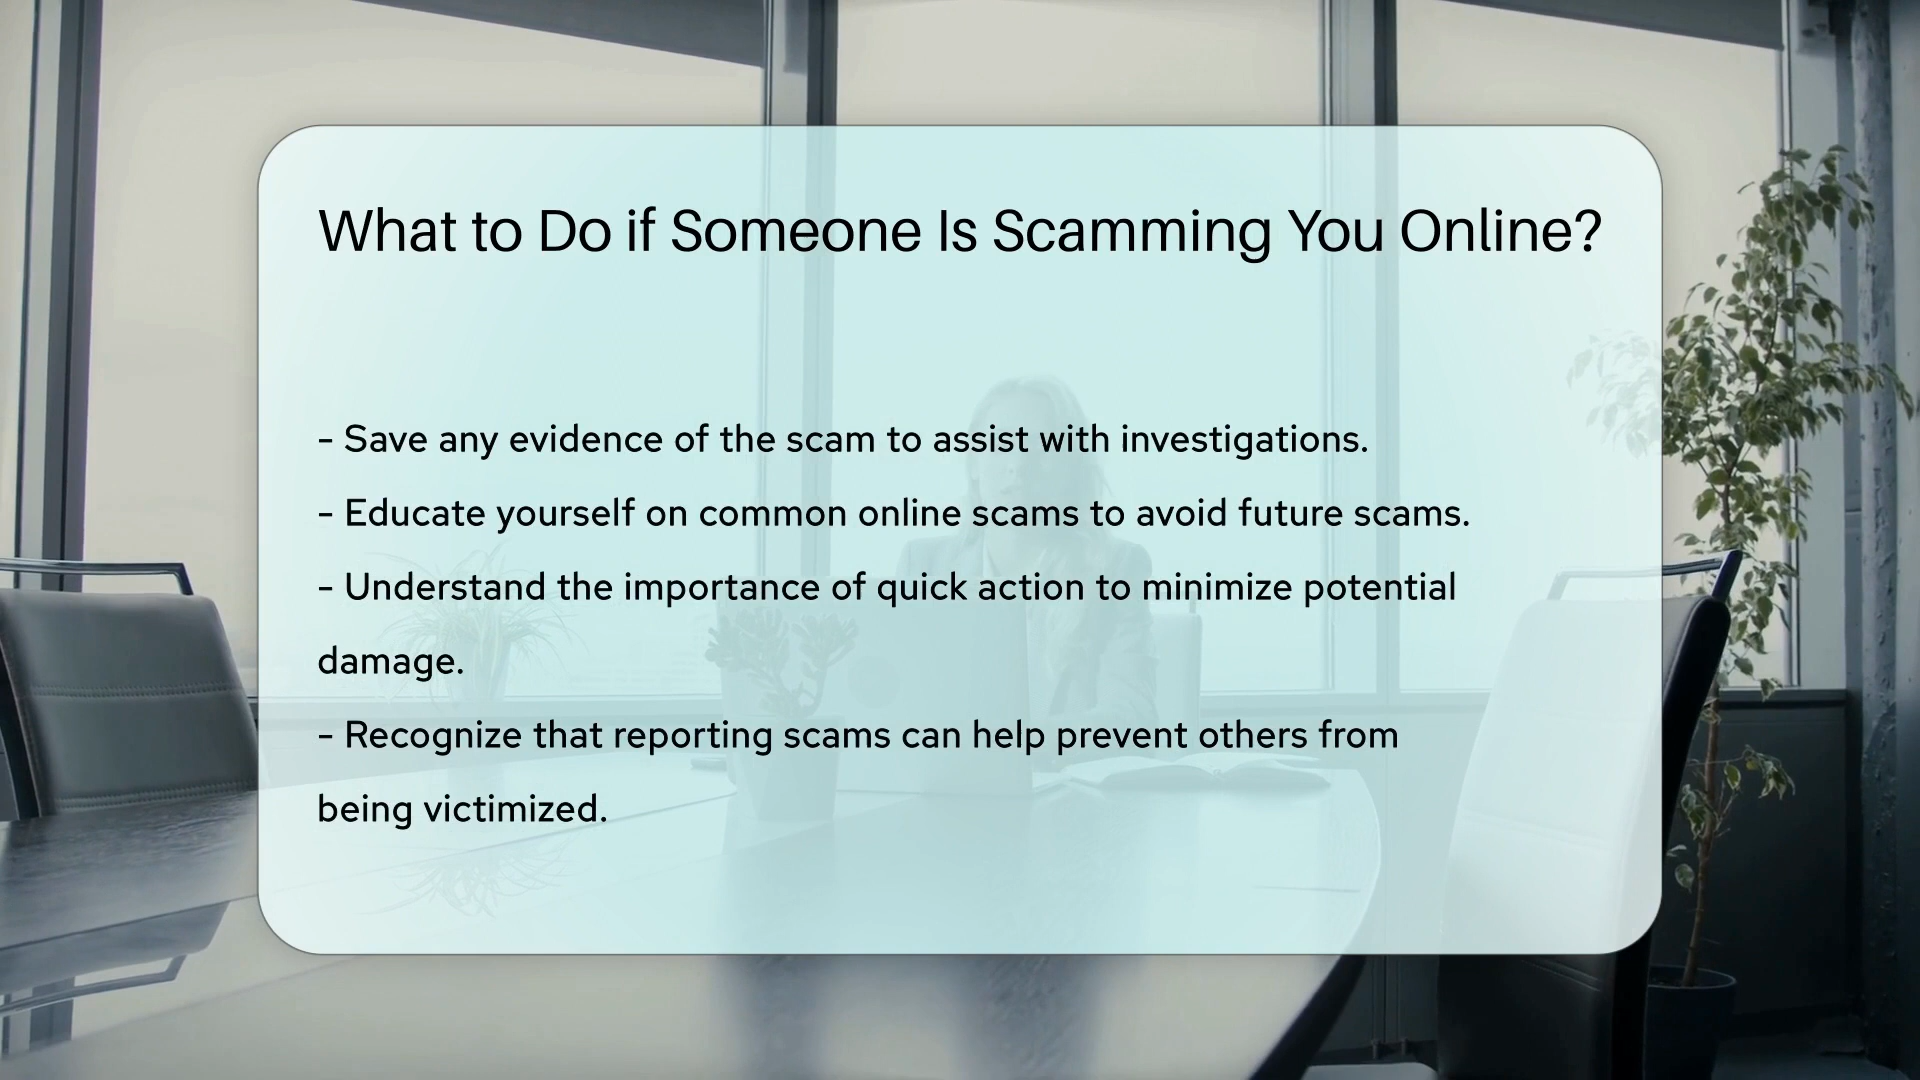 What to Do if Someone Is Scamming You Online?
- Save any evidence of the scam to assist with investigations.
- Educate yourself on common online scams to avoid future scams.
- Understand the importance of quick action to minimize potential
damage.
- Recognize that reporting scams can help prevent others from
being victimized.